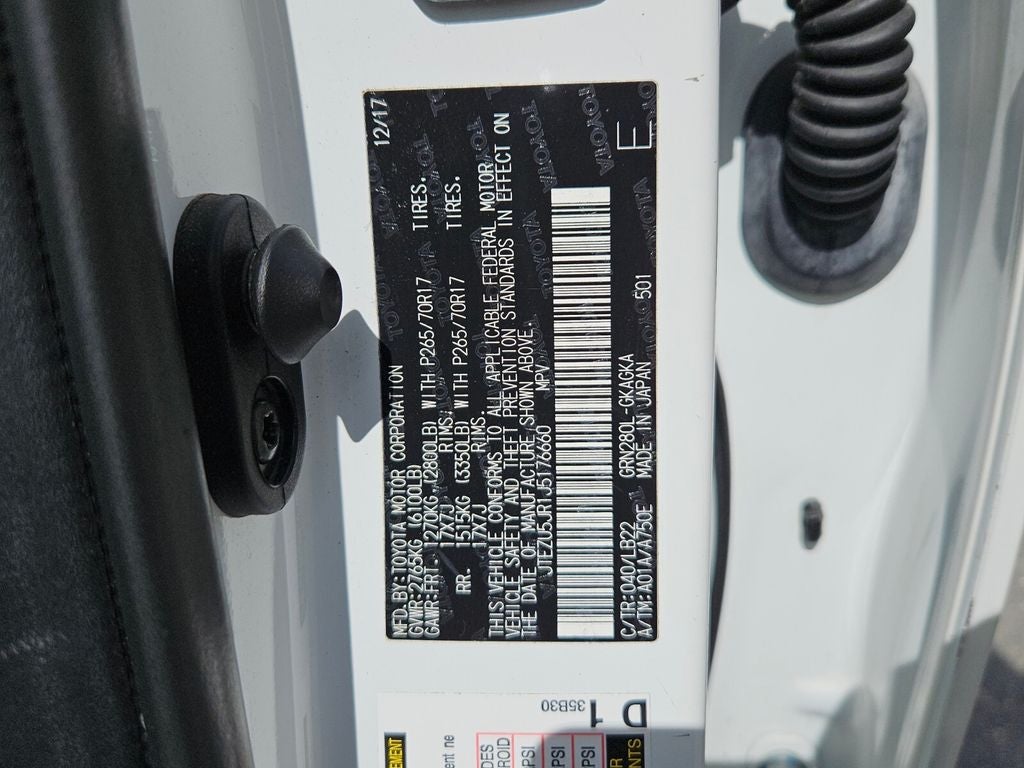 MFD.BY:TOYOTA MOTOR CORPORATION 12/17
GVWR:2765KG (6100LB)
GAWR:FRT. 1270KG (2800LB) WITH P265/70R17 TIRES.
17X7J RIMS.
RR. 1515KG (3350LB) WITH P265/70R17 TIRES.
17X7J RIMS.
THIS VEHICLE CONFORMS TO ALL APPLICABLE FEDERAL MOTOR
VEHICLE SAFETY AND THEFT PREVENTION STANDARDS IN EFFECT ON
THE DATE OF MANUFACTURE SHOWN ABOVE.
JTEZU5JR1J5176660 MPV
C/TR:040/LB22 GRN280L-GKAGKA
A/TM:A01A/A750E MADE IN JAPAN 501
E
TOYOTA
35B30
D1